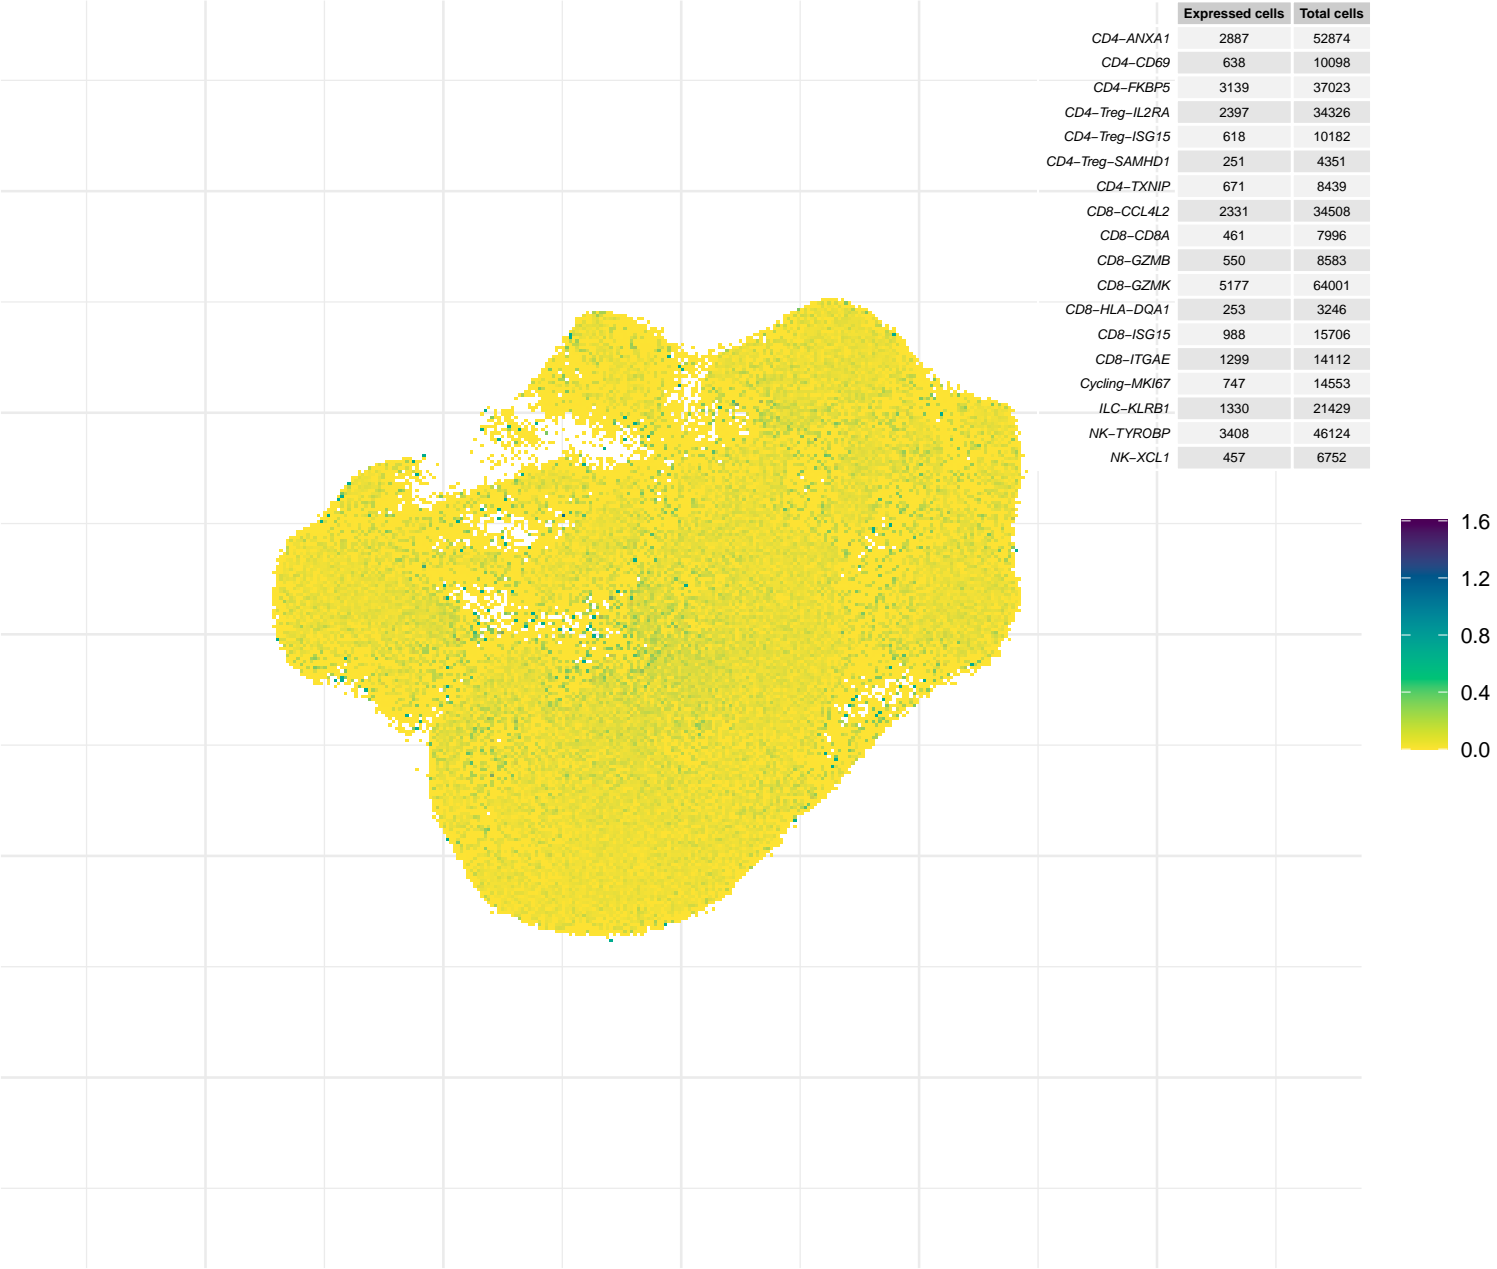 Expressed cells Total cells
CD4−ANXA1 2887 52874
CD4−CD69 638 10098
CD4−FKBP5 3139 37023
CD4−Treg−IL2RA 2397 34326
CD4−Treg−ISG15 618 10182
CD4−Treg−SAMHD1 251 4351
CD4−TXNIP 671 8439
CD8−CCL4L2 2331 34508
CD8−CD8A 461 7996
CD8−GZMB 550 8583
CD8−GZMK 5177 64001
CD8−HLA−DQA1 253 3246
CD8−ISG15 988 15706
CD8−ITGAE 1299 14112
Cycling−MKI67 747 14553
ILC−KLRB1 1330 21429
NK−TYROBP 3408 46124
NK−XCL1 457 6752
1.6
1.2
0.8
0.4
0.0